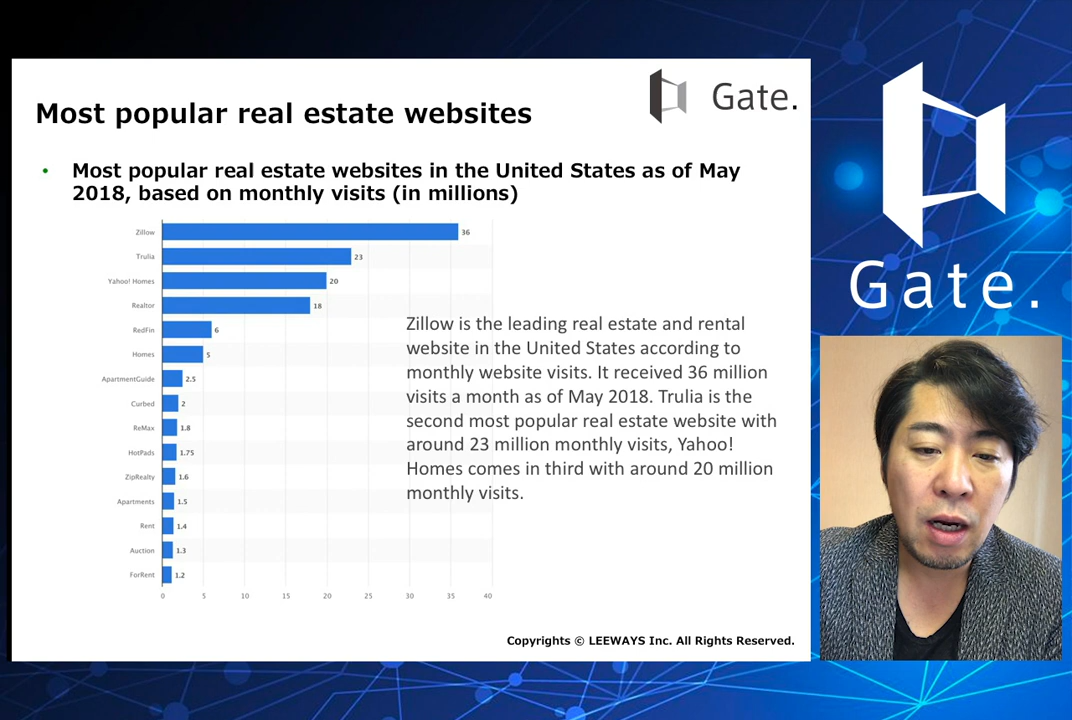 Most popular real estate websites
Gate.
• Most popular real estate websites in the United States as of May
2018, based on monthly visits (in millions)
Zillow 36
Trulia 23
Yahoo! Homes 20
Realtor 18
RedFin 6
Homes 5
ApartmentGuide 2.5
Curbed 2
ReMax 1.8
HotPads 1.75
ZipRealty 1.6
Apartments 1.5
Rent 1.4
Auction 1.3
ForRent 1.2
0 5 10 15 20 25 30 35 40
Zillow is the leading real estate and rental
website in the United States according to
monthly website visits. It received 36 million
visits a month as of May 2018. Trulia is the
second most popular real estate website with
around 23 million monthly visits, Yahoo!
Homes comes in third with around 20 million
monthly visits.
Copyrights © LEEWAYS Inc. All Rights Reserved.
Gate.